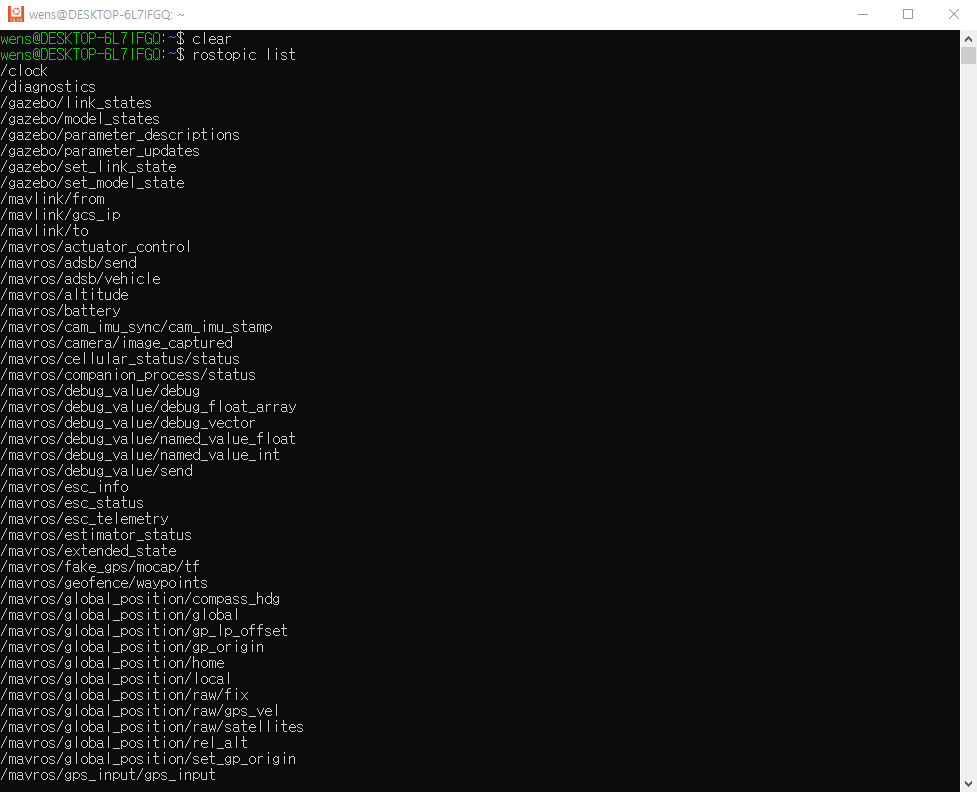 wens@DESKTOP-6L7IFGQ: ~
wens@DESKTOP-6L7IFGQ:~$ clear
wens@DESKTOP-6L7IFGQ:~$ rostopic list
/clock
/diagnostics
/gazebo/link_states
/gazebo/model_states
/gazebo/parameter_descriptions
/gazebo/parameter_updates
/gazebo/set_link_state
/gazebo/set_model_state
/mavlink/from
/mavlink/gcs_ip
/mavlink/to
/mavros/actuator_control
/mavros/adsb/send
/mavros/adsb/vehicle
/mavros/altitude
/mavros/battery
/mavros/cam_imu_sync/cam_imu_stamp
/mavros/camera/image_captured
/mavros/cellular_status/status
/mavros/companion_process/status
/mavros/debug_value/debug
/mavros/debug_value/debug_float_array
/mavros/debug_value/debug_vector
/mavros/debug_value/named_value_float
/mavros/debug_value/named_value_int
/mavros/debug_value/send
/mavros/esc_info
/mavros/esc_status
/mavros/esc_telemetry
/mavros/estimator_status
/mavros/extended_state
/mavros/fake_gps/mocap/tf
/mavros/geofence/waypoints
/mavros/global_position/compass_hdg
/mavros/global_position/global
/mavros/global_position/gp_lp_offset
/mavros/global_position/gp_origin
/mavros/global_position/home
/mavros/global_position/local
/mavros/global_position/raw/fix
/mavros/global_position/raw/gps_vel
/mavros/global_position/raw/satellites
/mavros/global_position/rel_alt
/mavros/global_position/set_gp_origin
/mavros/gps_input/gps_input